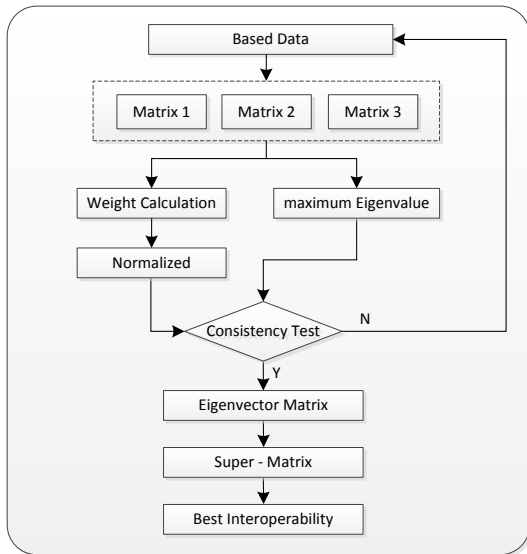 Based Data
Matrix 1
Matrix 2
Matrix 3
Weight Calculation
maximum Eigenvalue
Normalized
Consistency Test
N
Y
Eigenvector Matrix
Super - Matrix
Best Interoperability